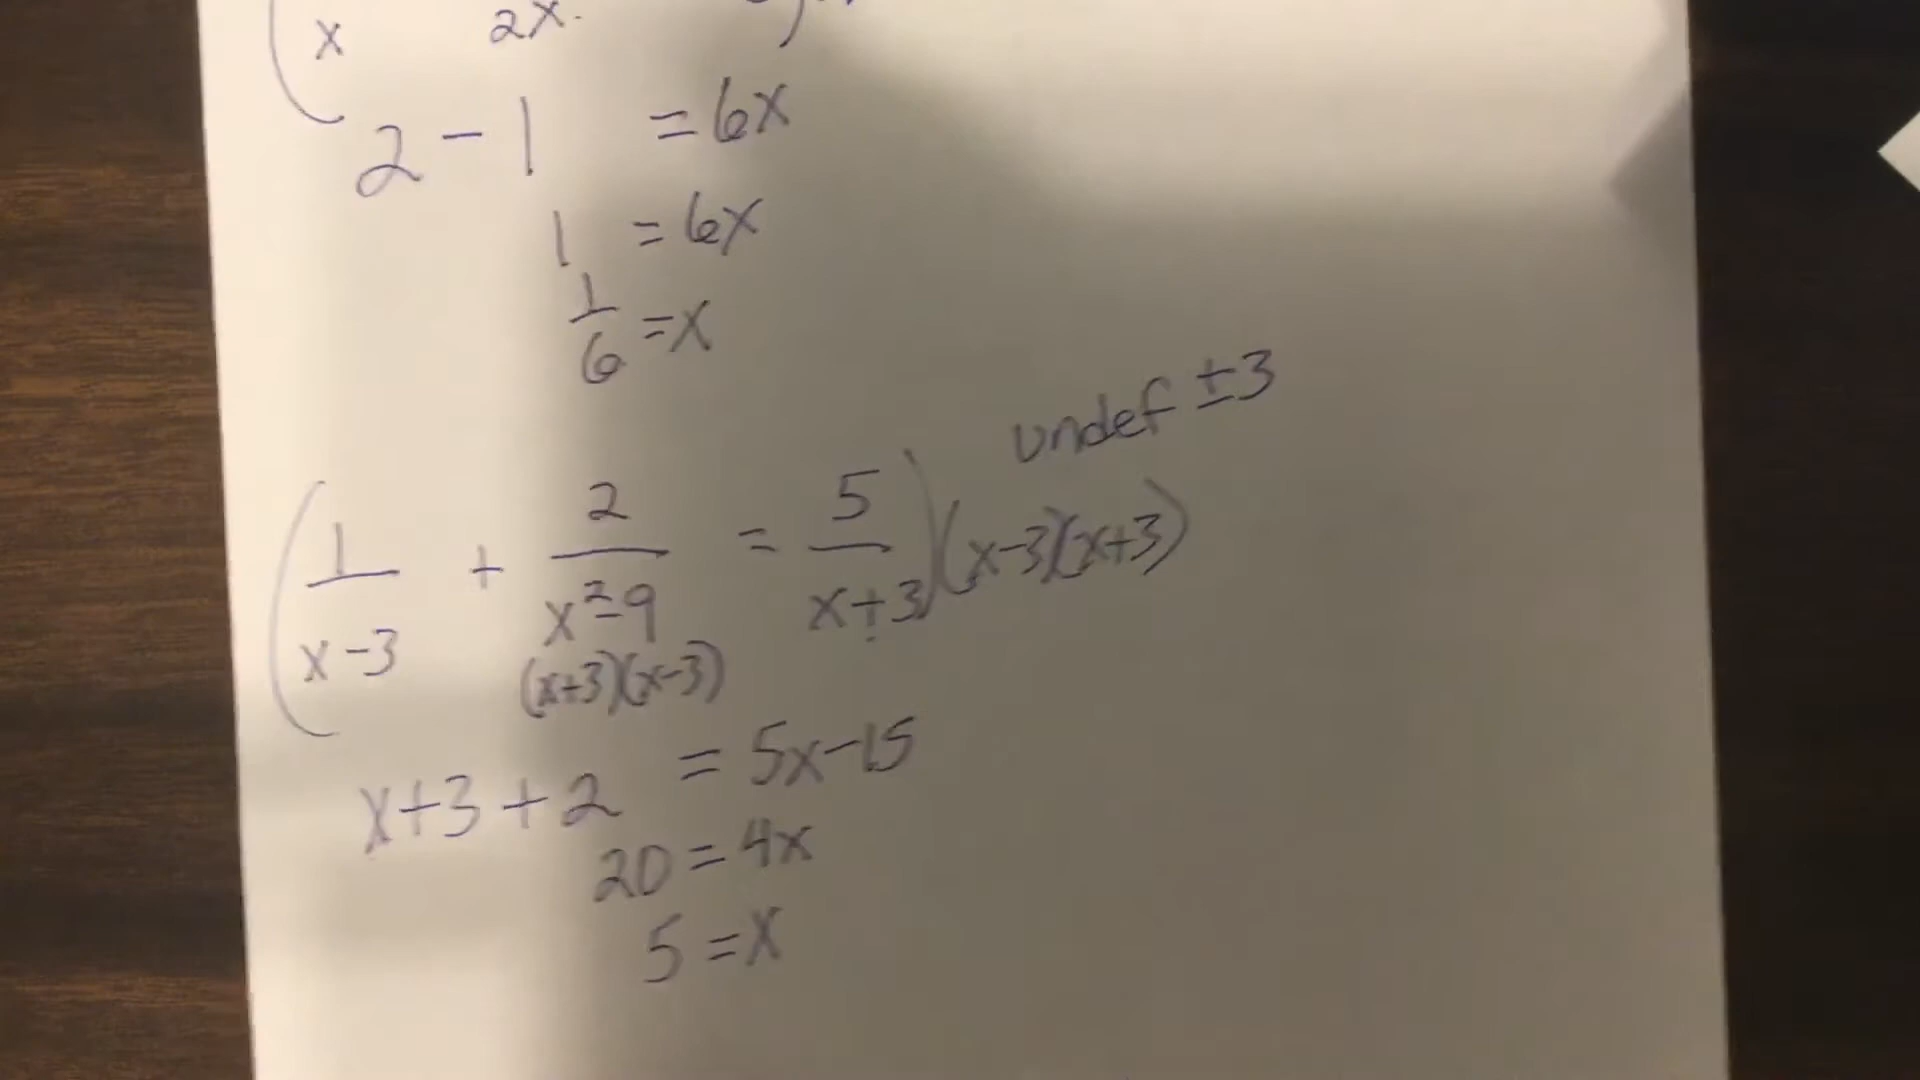 x 2x.
2 - 1 = 6x
1 = 6x
1/6 = x
undef ±3
(1/(x-3) + 2/(x²-9) = 5/(x+3))(x-3)(x+3)
(x+3)(x-3)
x+3+2 = 5x-15
20 = 4x
5 = x